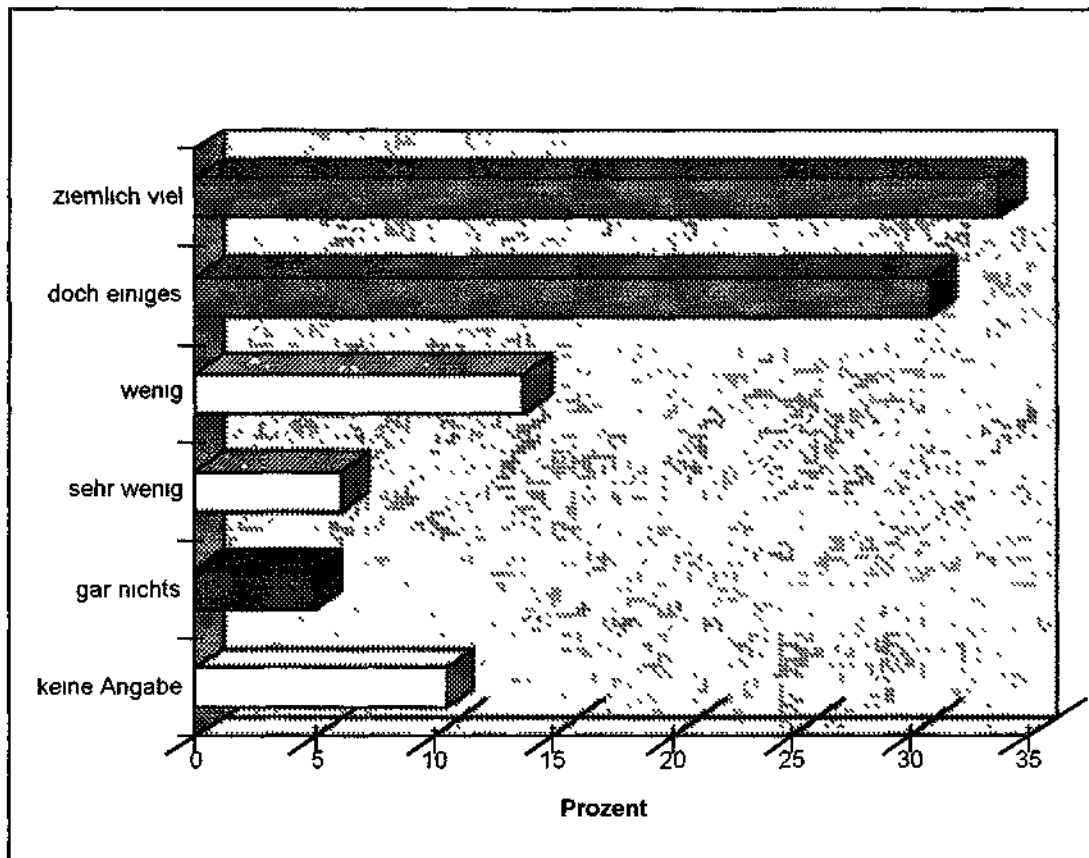 ziemlich viel
doch einiges
wenig
sehr wenig
gar nichts
keine Angabe
0 5 10 15 20 25 30 35
Prozent